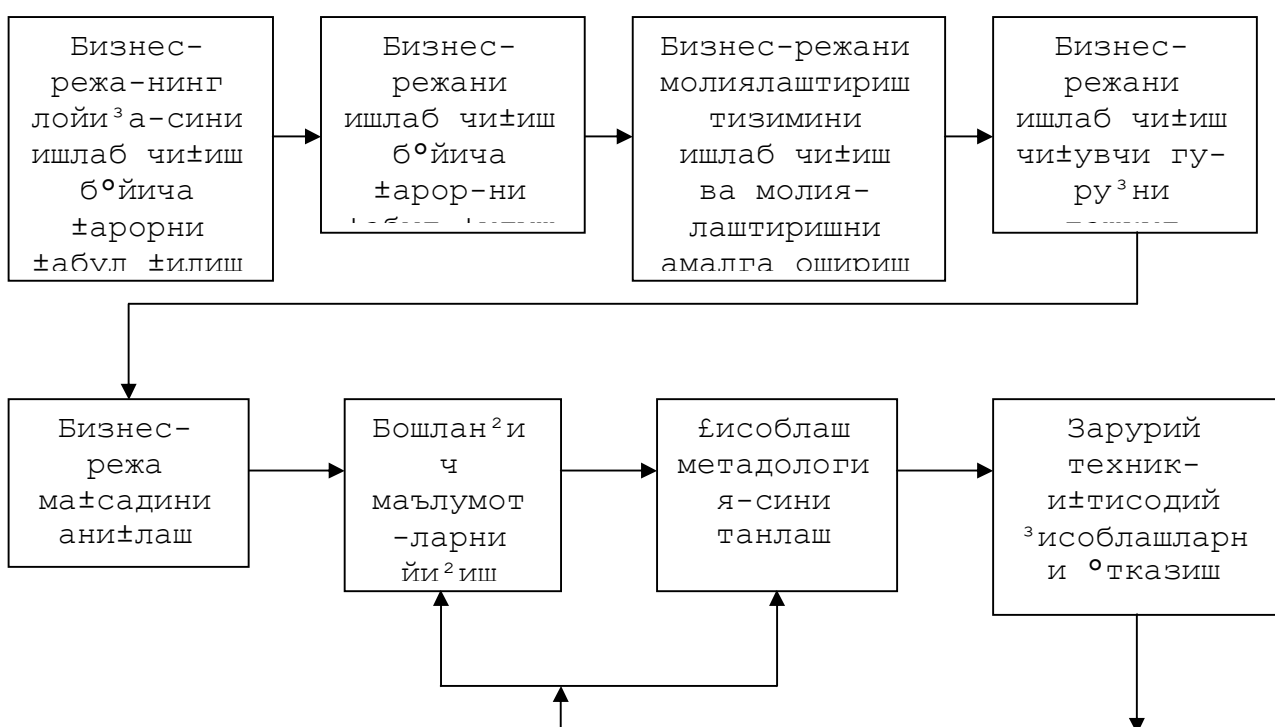 Бизнес-
режа-нинг
лойи³а-сини
ишлаб чи±иш
б°йича
±арорни
±абул ±илиш
Бизнес-
режани
ишлаб чи±иш
б°йича
±арор-ни
Бизнес-режани
молиялаштириш
тизимини
ишлаб чи±иш
ва молия-
лаштиришни
амалга ошириш
Бизнес-
режани
ишлаб чи±иш
чи±увчи гу-
ру³ни
Бизнес-
режа
ма±садини
ани±лаш
Бошлан²и
ч
маълумот
-ларни
йи²иш
£исоблаш
метадологи
я-сини
танлаш
Зарурий
техник-
и±тисодий
³исоблашларн
и °тказиш